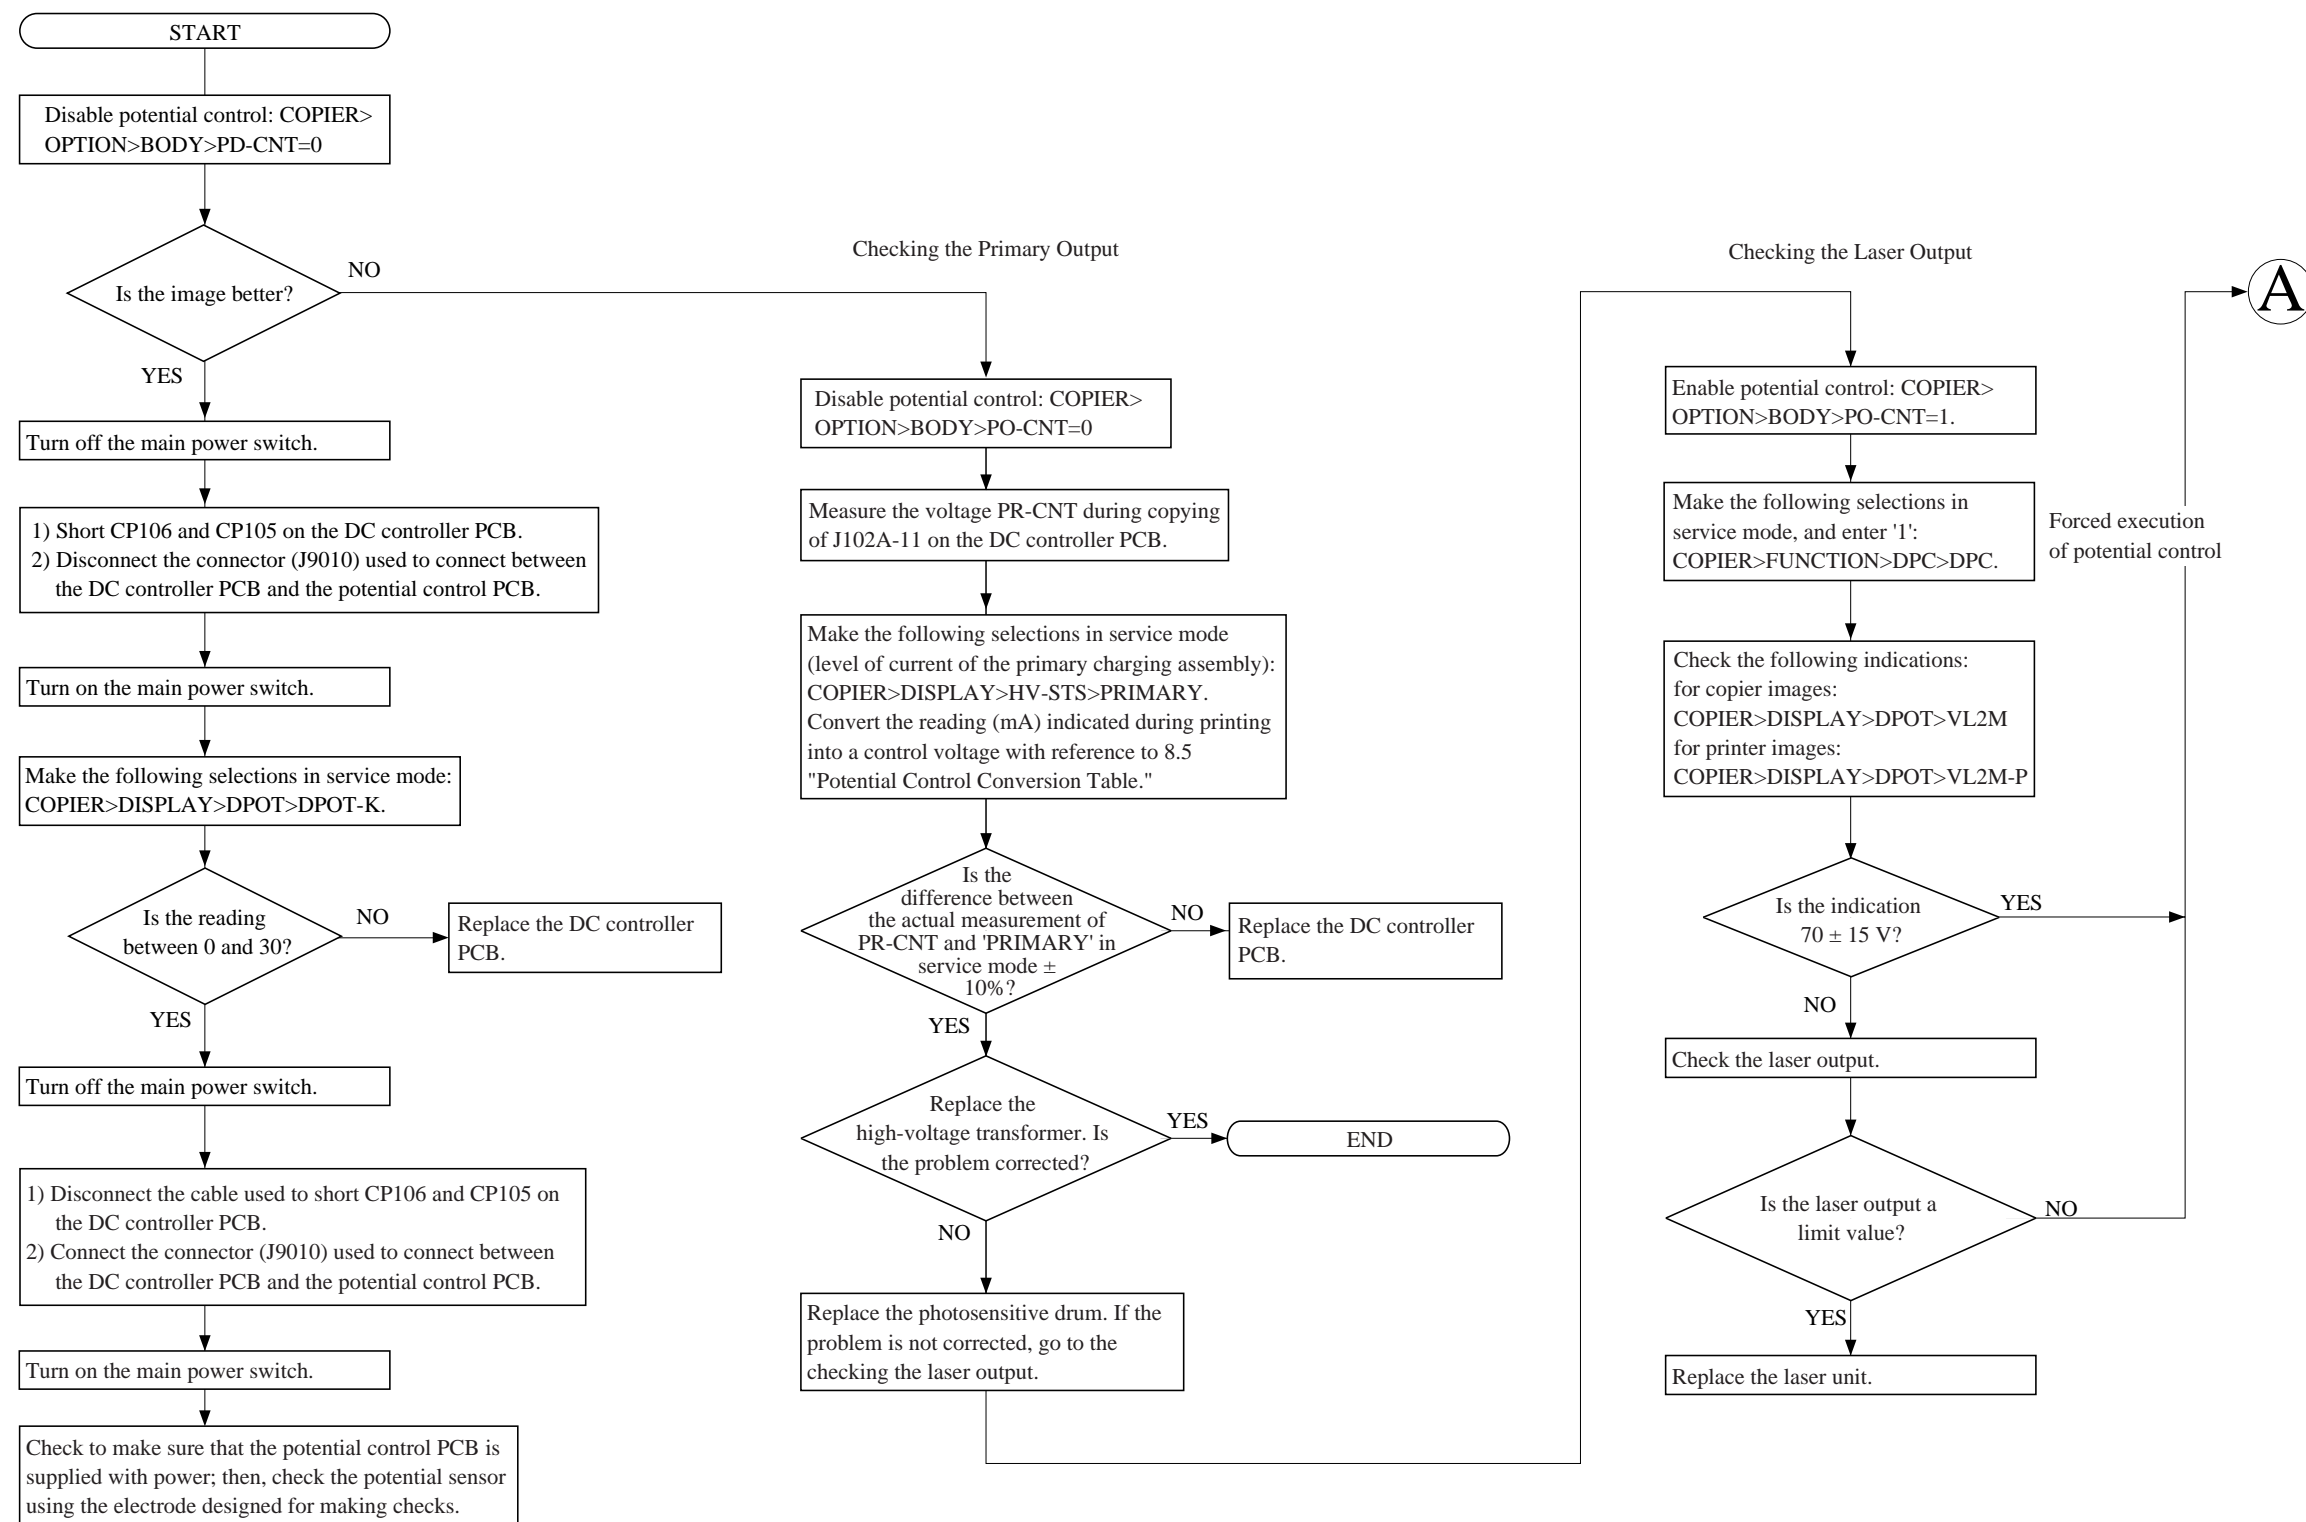 START
Disable potential control: COPIER>
OPTION>BODY>PD-CNT=0
Is the image better?
NO
YES
Turn off the main power switch.
1) Short CP106 and CP105 on the DC controller PCB.
2) Disconnect the connector (J9010) used to connect between
the DC controller PCB and the potential control PCB.
Turn on the main power switch.
Make the following selections in service mode:
COPIER>DISPLAY>DPOT>DPOT-K.
Is the reading
between 0 and 30?
NO
Replace the DC controller
PCB.
YES
Turn off the main power switch.
1) Disconnect the cable used to short CP106 and CP105 on
the DC controller PCB.
2) Connect the connector (J9010) used to connect between
the DC controller PCB and the potential control PCB.
Turn on the main power switch.
Check to make sure that the potential control PCB is
supplied with power; then, check the potential sensor
using the electrode designed for making checks.
Checking the Primary Output
Disable potential control: COPIER>
OPTION>BODY>PO-CNT=0
Measure the voltage PR-CNT during copying
of J102A-11 on the DC controller PCB.
Make the following selections in service mode
(level of current of the primary charging assembly):
COPIER>DISPLAY>HV-STS>PRIMARY.
Convert the reading (mA) indicated during printing
into a control voltage with reference to 8.5
"Potential Control Conversion Table."
Is the
difference between
the actual measurement of
PR-CNT and 'PRIMARY' in
service mode ±
10%?
NO
Replace the DC controller
PCB.
YES
Replace the
high-voltage transformer. Is
the problem corrected?
YES
END
NO
Replace the photosensitive drum. If the
problem is not corrected, go to the
checking the laser output.
Checking the Laser Output
A
Enable potential control: COPIER>
OPTION>BODY>PO-CNT=1.
Make the following selections in
service mode, and enter '1':
COPIER>FUNCTION>DPC>DPC.
Forced execution
of potential control
Check the following indications:
for copier images:
COPIER>DISPLAY>DPOT>VL2M
for printer images:
COPIER>DISPLAY>DPOT>VL2M-P
Is the indication
70 ± 15 V?
YES
NO
Check the laser output.
Is the laser output a
limit value?
NO
YES
Replace the laser unit.